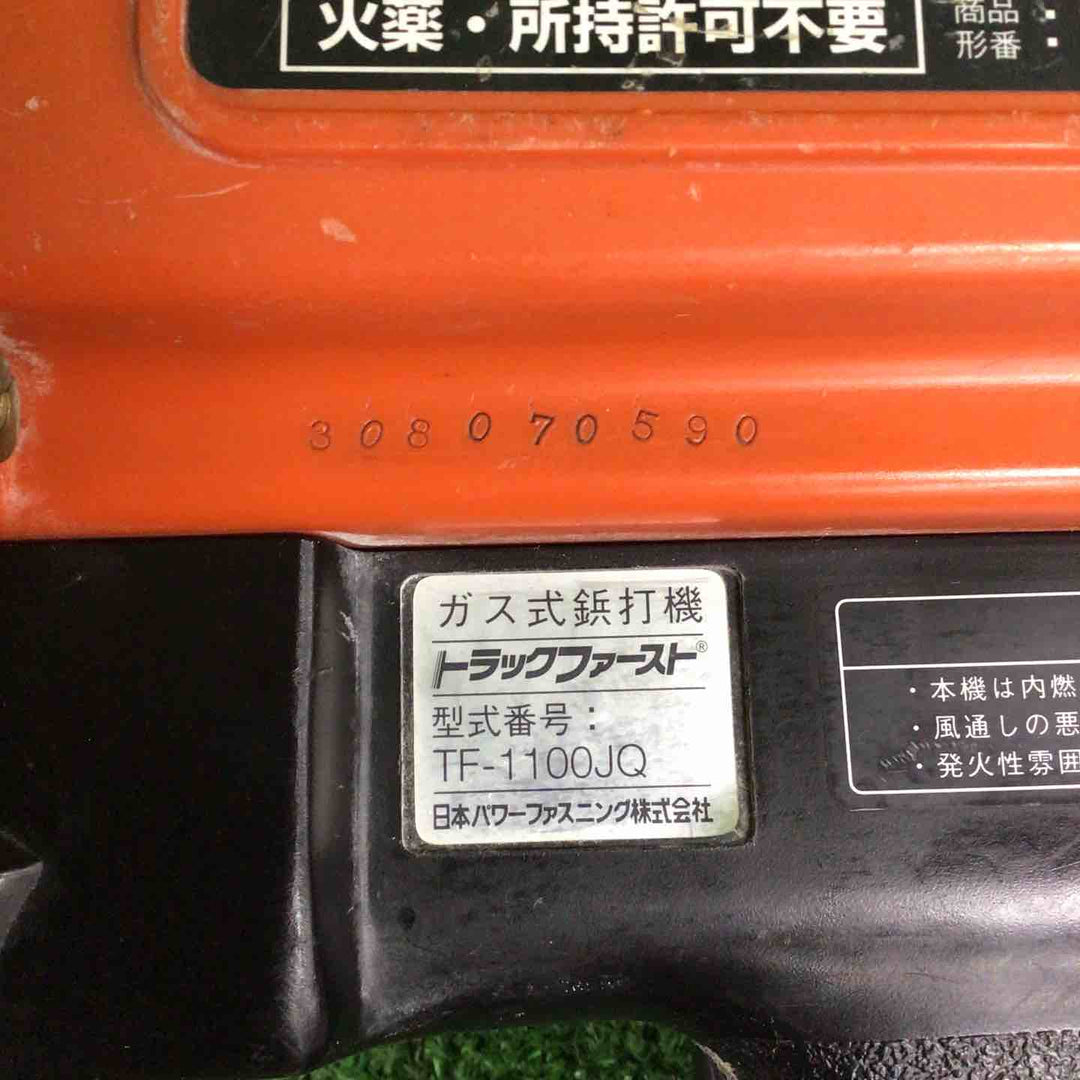 火薬・所持許可不要
商品：
形番：
308070590
ガス式鋲打機
トラックファースト®
型式番号：
TF-1100JQ
日本パワーファスニング株式会社
・本機は内燃
・風通しの悪
・発火性雰囲